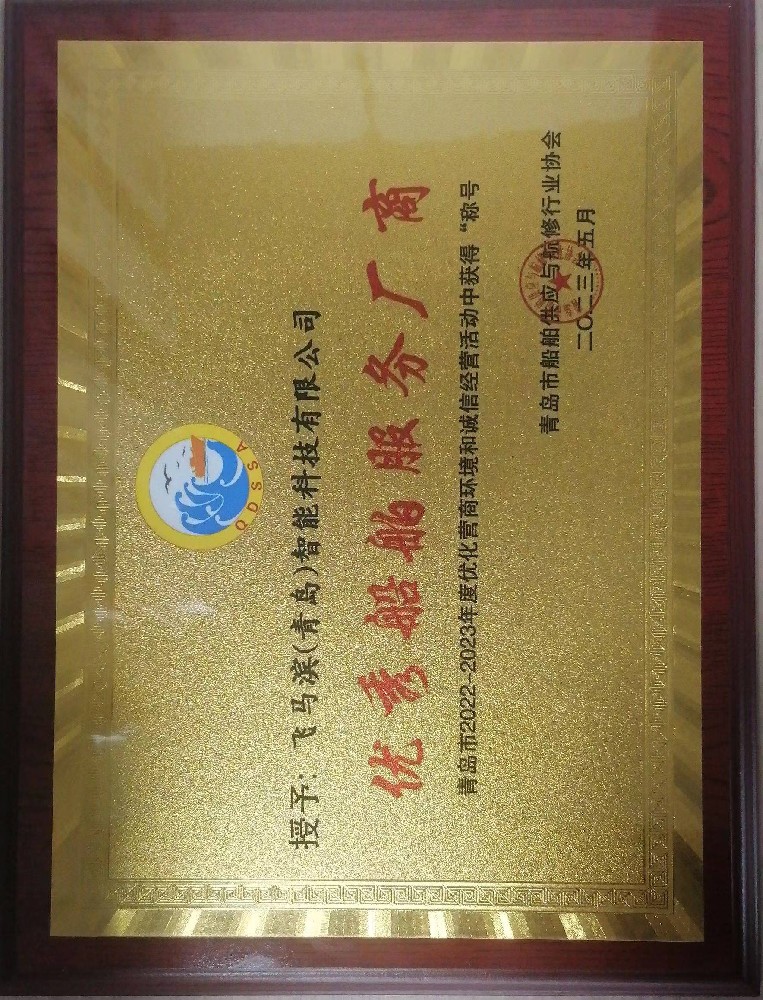 QDSSA
授予：飞马滨(青岛)智能科技有限公司
优秀船舶服务厂商
青岛市2022-2023年度优化营商环境和诚信经营活动中获得“称号
青岛市船舶供应与航修行业协会
二〇二三年五月